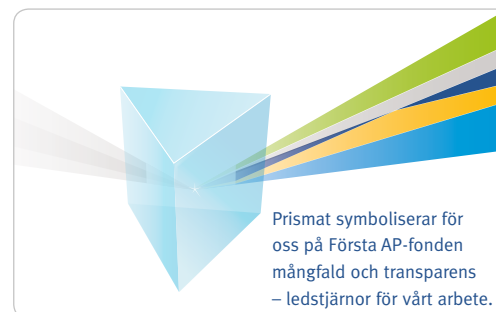 Prismat symboliserar för
oss på Första AP-fonden
mångfald och transparens
– ledstjärnor för vårt arbete.